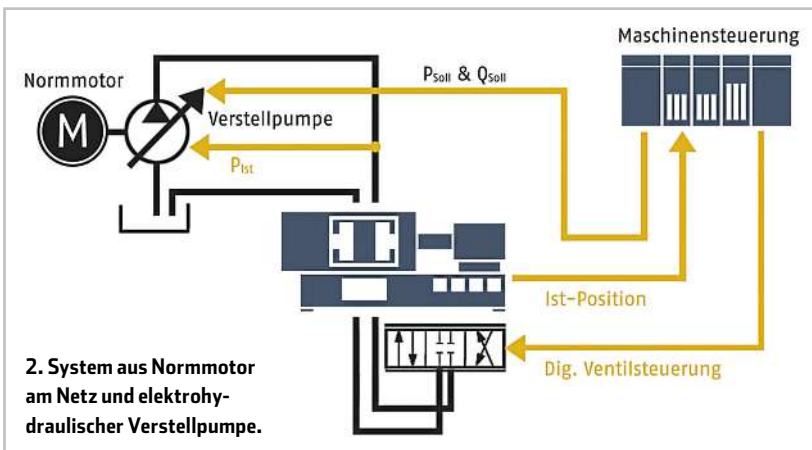 Maschinensteuerung
Normmotor
PSoll & QSoll
M
Verstellpumpe
PIst
Ist-Position
Dig. Ventilsteuerung
2. System aus Normmotor
am Netz und elektrohy-
draulischer Verstellpumpe.